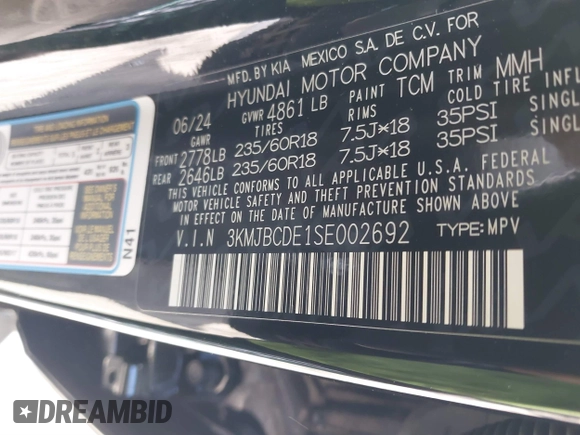 MFD. BY KIA MEXICO S.A. DE C.V. FOR
HYUNDAI MOTOR COMPANY
06/24 GVWR 4861 LB PAINT TCM TRIM MMH
GAWR TIRES RIMS COLD TIRE INFL
FRONT 2778LB 235/60R18 7.5J×18 35PSI SINGL
REAR 2646LB 235/60R18 7.5J×18 35PSI SINGL
THIS VEHICLE CONFORMS TO ALL APPLICABLE U.S.A. FEDERAL
MOTOR VEHICLE SAFETY AND THEFT PREVENTION STANDARDS
IN EFFECT ON THE DATE OF MANUFACTURE SHOWN ABOVE.
V.I.N 3KMJBCDE1SE002692 TYPE:MPV
N41
DREAMBID